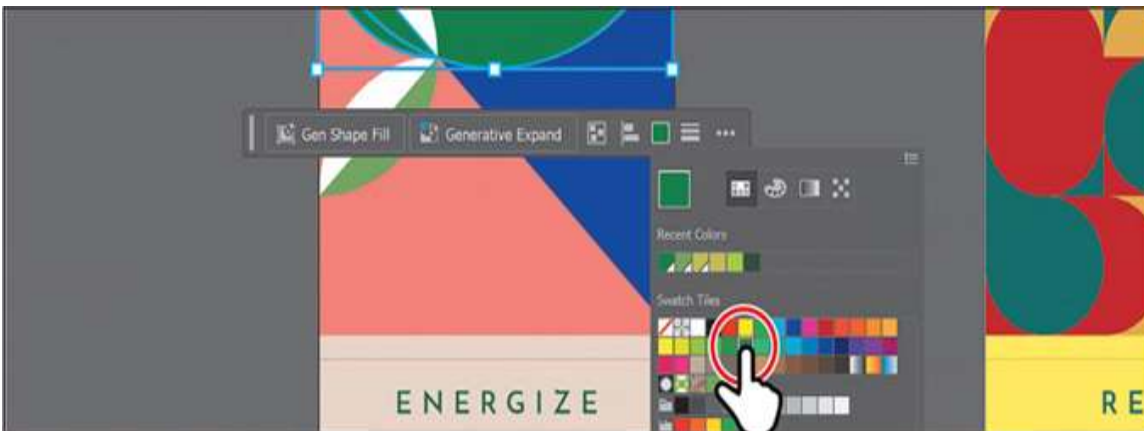 Gen Shape Fill Generative Expand
Recent Colors
Swatch Tiles
ENERGIZE
RE